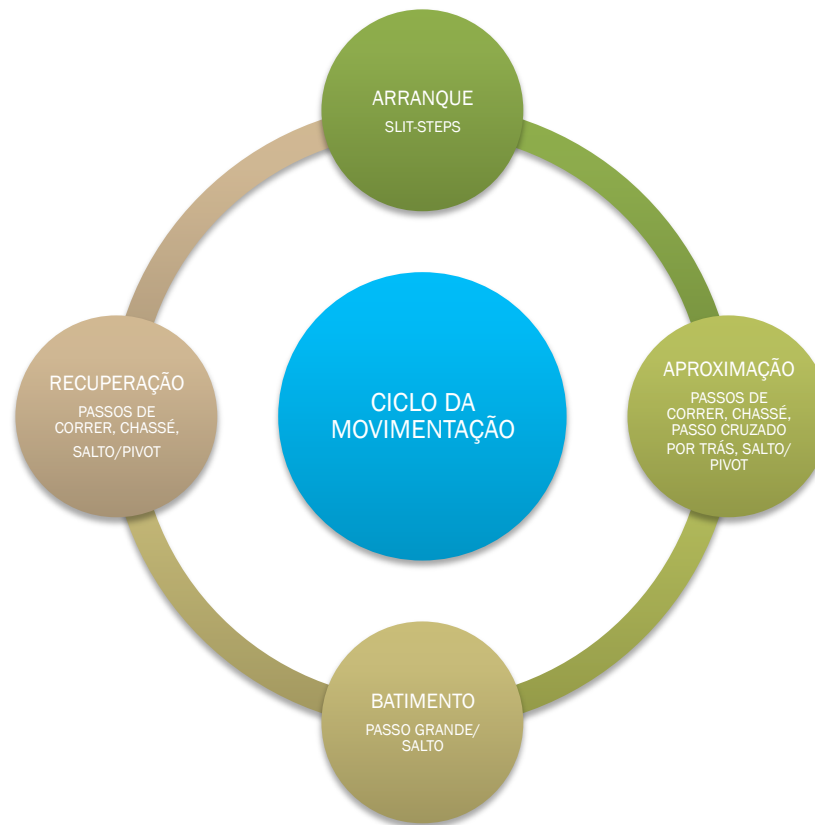 ARRANQUE
SLIT-STEPS
APROXIMAÇÃO
PASSOS DE
CORRER, CHASSÉ,
PASSO CRUZADO
POR TRÁS, SALTO/
PIVOT
BATIMENTO
PASSO GRANDE/
SALTO
RECUPERAÇÃO
PASSOS DE
CORRER, CHASSÉ,
SALTO/PIVOT
CICLO DA
MOVIMENTAÇÃO